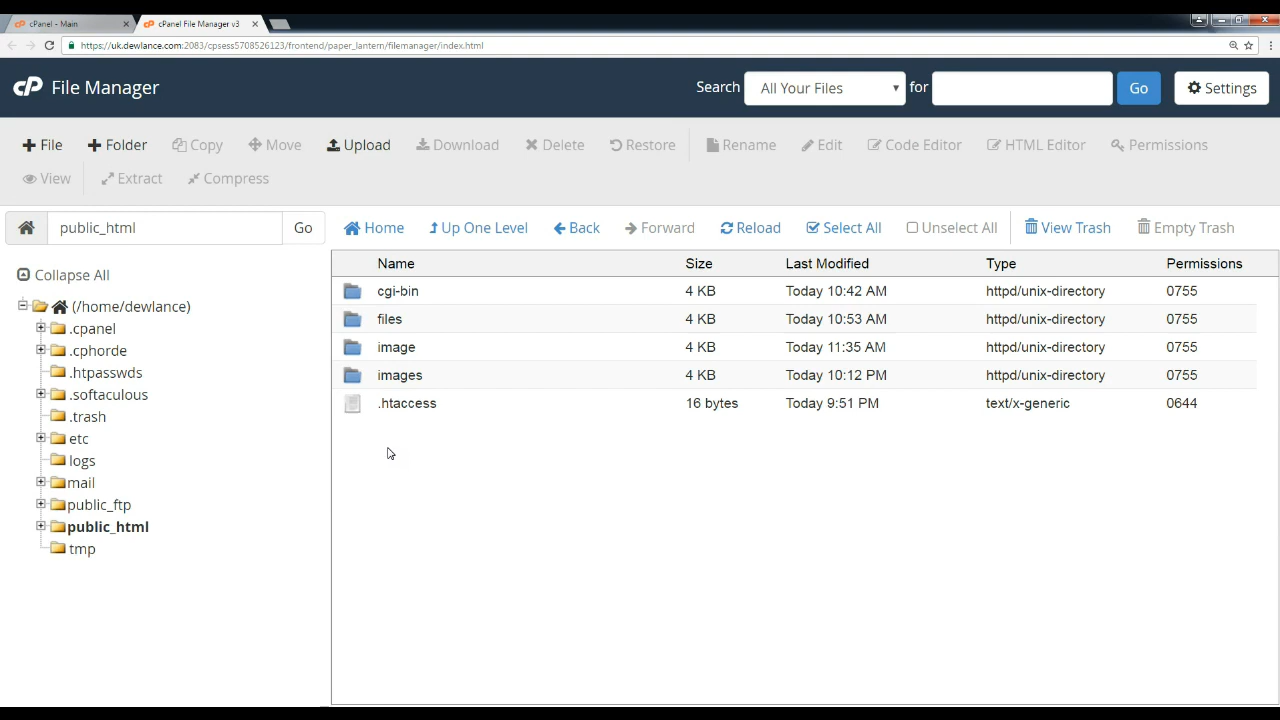 cPanel - Main
cPanel File Manager v3
https://uk.dewlance.com:2083/cpsess5708526123/frontend/paper_lantern/filemanager/index.html
cP File Manager
Search All Your Files for Go Settings
File Folder Copy Move Upload Download Delete Restore Rename Edit Code Editor HTML Editor Permissions
View Extract Compress
public_html Go Home Up One Level Back Forward Reload Select All Unselect All View Trash Empty Trash
Collapse All
(/home/dewlance)
.cpanel
.cphorde
.htpasswds
.softaculous
.trash
etc
logs
mail
public_ftp
public_html
tmp
Name Size Last Modified Type Permissions
cgi-bin 4 KB Today 10:42 AM httpd/unix-directory 0755
files 4 KB Today 10:53 AM httpd/unix-directory 0755
image 4 KB Today 11:35 AM httpd/unix-directory 0755
images 4 KB Today 10:12 PM httpd/unix-directory 0755
.htaccess 16 bytes Today 9:51 PM text/x-generic 0644